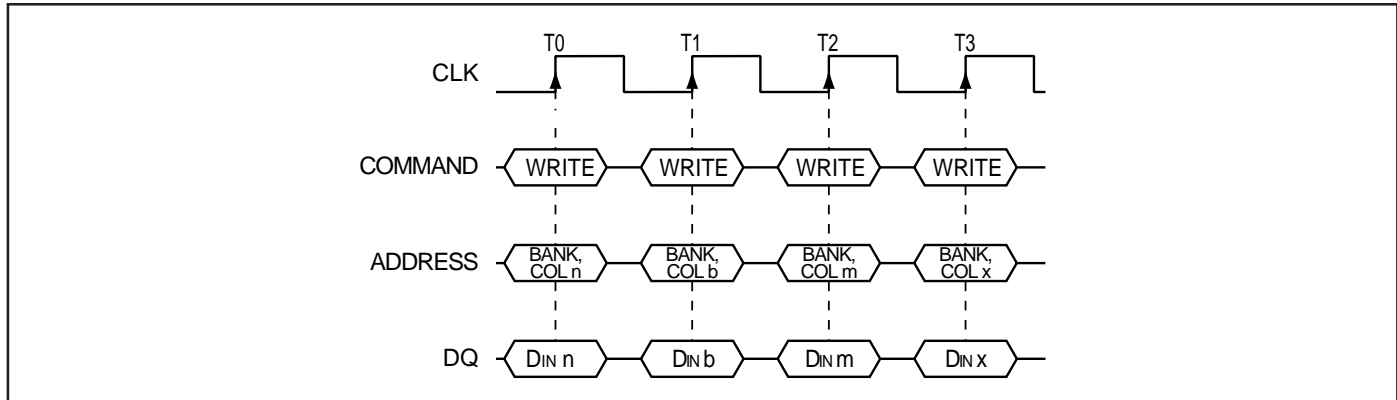 T0 T1 T2 T3
CLK
COMMAND WRITE WRITE WRITE WRITE
ADDRESS BANK, COL n BANK, COL b BANK, COL m BANK, COL x
DQ DIN n DIN b DIN m DIN x